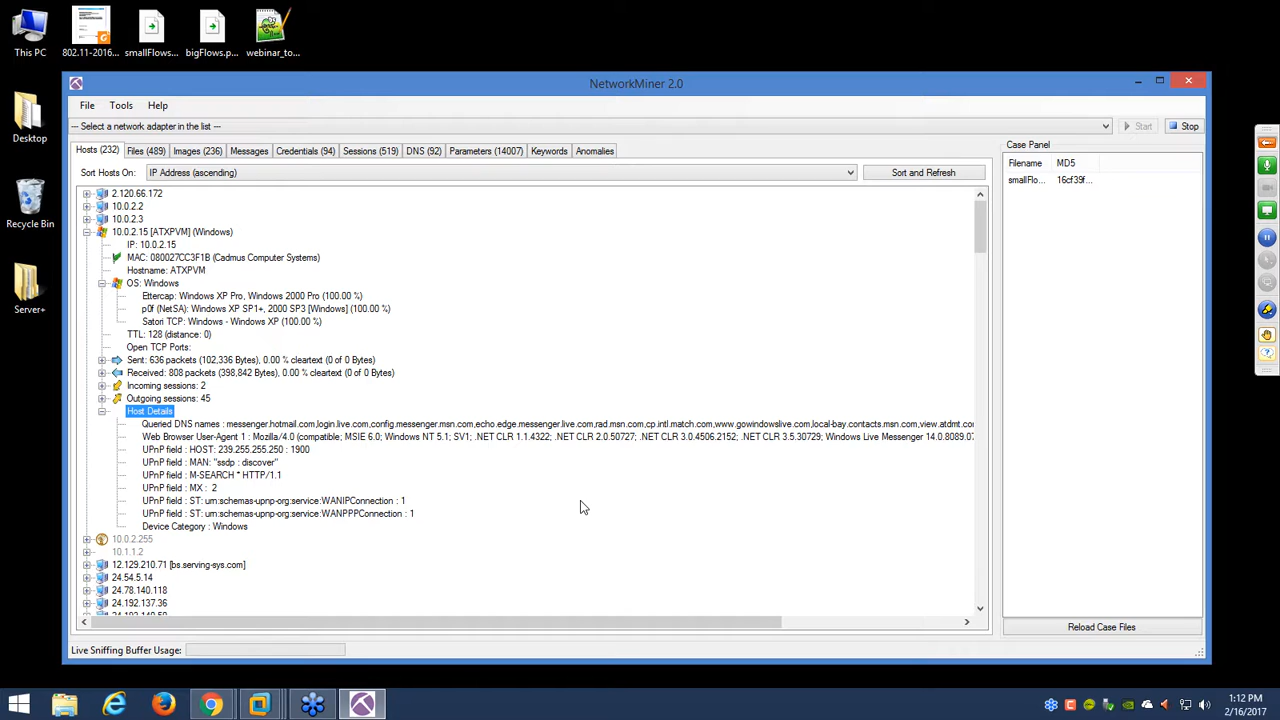 This PC
802.11-2016...
smallFlows...
bigFlows.p...
webinar_to...
Desktop
Recycle Bin
Server+
NetworkMiner 2.0
File Tools Help
--- Select a network adapter in the list ---
Start
Stop
Hosts (232) Files (489) Images (236) Messages Credentials (94) Sessions (519) DNS (92) Parameters (14007) Keywords Anomalies
Sort Hosts On: IP Address (ascending) Sort and Refresh
2.120.66.172
10.0.2.2
10.0.2.3
10.0.2.15 [ATXPVM] (Windows)
IP: 10.0.2.15
MAC: 080027CC3F1B (Cadmus Computer Systems)
Hostname: ATXPVM
OS: Windows
Ettercap: Windows XP Pro, Windows 2000 Pro (100.00 %)
p0f (NetSA): Windows XP SP1+, 2000 SP3 [Windows] (100.00 %)
Satori TCP: Windows - Windows XP (100.00 %)
TTL: 128 (distance: 0)
Open TCP Ports:
Sent: 636 packets (102,336 Bytes), 0.00 % cleartext (0 of 0 Bytes)
Received: 808 packets (398,842 Bytes), 0.00 % cleartext (0 of 0 Bytes)
Incoming sessions: 2
Outgoing sessions: 45
Host Details
Queried DNS names : messenger.hotmail.com,login.live.com,config.messenger.msn.com,echo.edge.messenger.live.com,rad.msn.com,cp.intl.match.com,www.gowindowslive.com,local-bay.contacts.msn.com,view.atdmt.co
Web Browser User-Agent 1 : Mozilla/4.0 (compatible; MSIE 6.0; Windows NT 5.1; SV1; .NET CLR 1.1.4322; .NET CLR 2.0.50727; .NET CLR 3.0.4506.2152; .NET CLR 3.5.30729; Windows Live Messenger 14.0.8089.07
UPnP field : HOST: 239.255.255.250 : 1900
UPnP field : MAN: "ssdp : discover"
UPnP field : M-SEARCH * HTTP/1.1
UPnP field : MX : 2
UPnP field : ST: urn:schemas-upnp-org:service:WANIPConnection : 1
UPnP field : ST: urn:schemas-upnp-org:service:WANPPPConnection : 1
Device Category : Windows
10.0.2.255
10.1.1.2
12.129.210.71 [bs.serving-sys.com]
24.54.5.14
24.78.140.118
24.192.137.36
Case Panel
Filename MD5
smallFlo... 16cf39f...
Reload Case Files
Live Sniffing Buffer Usage:
1:12 PM
2/16/2017